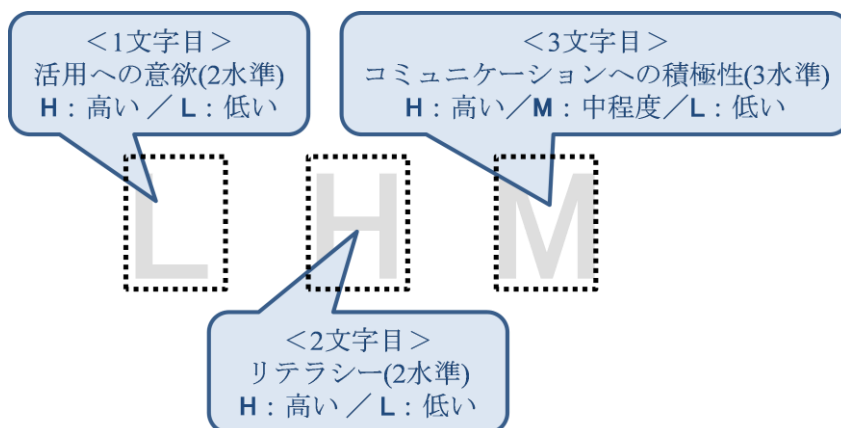 <1文字目>
活用への意欲(2水準)
H:高い/L:低い
<3文字目>
コミュニケーションへの積極性(3水準)
H:高い/M:中程度/L:低い
L H M
<2文字目>
リテラシー(2水準)
H:高い/L:低い